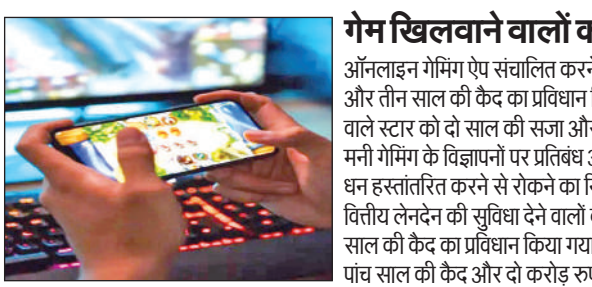 गेम खिलवाने वालों
ऑनलाइन गेमिंग ऐप संचालित करने
और तीन साल की कैद का प्रविधान
वाले स्टार को दो साल की सजा और
मनी गेमिंग के विज्ञापनों पर प्रतिबंध
धन हस्तांतरित करने से रोकने का
वित्तीय लेनदेन की सुविधा देने वालों
साल की कैद का प्रविधान किया गया
पांच साल की कैद और दो करोड़